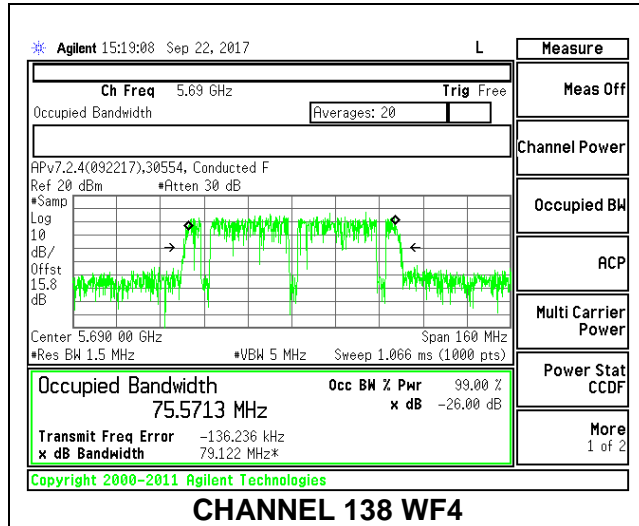 Agilent 15:19:08 Sep 22, 2017 L Measure
Ch Freq 5.69 GHz Trig Free
Meas Off
Occupied Bandwidth Averages: 20
Channel Power
APv7.2.4(092217),30554, Conducted F
Ref 20 dBm #Atten 30 dB
#Samp
Log
10
dB/
Offst
15.8
dB
Occupied BW
ACP
Center 5.690 00 GHz Span 160 MHz
#Res BW 1.5 MHz #VBW 5 MHz Sweep 1.066 ms (1000 pts)
Multi Carrier
Power
Occupied Bandwidth Occ BW % Pwr 99.00 %
75.5713 MHz x dB -26.00 dB
Power Stat
CCDF
Transmit Freq Error -136.236 kHz
x dB Bandwidth 79.122 MHz*
More
1 of 2
Copyright 2000-2011 Agilent Technologies
CHANNEL 138 WF4